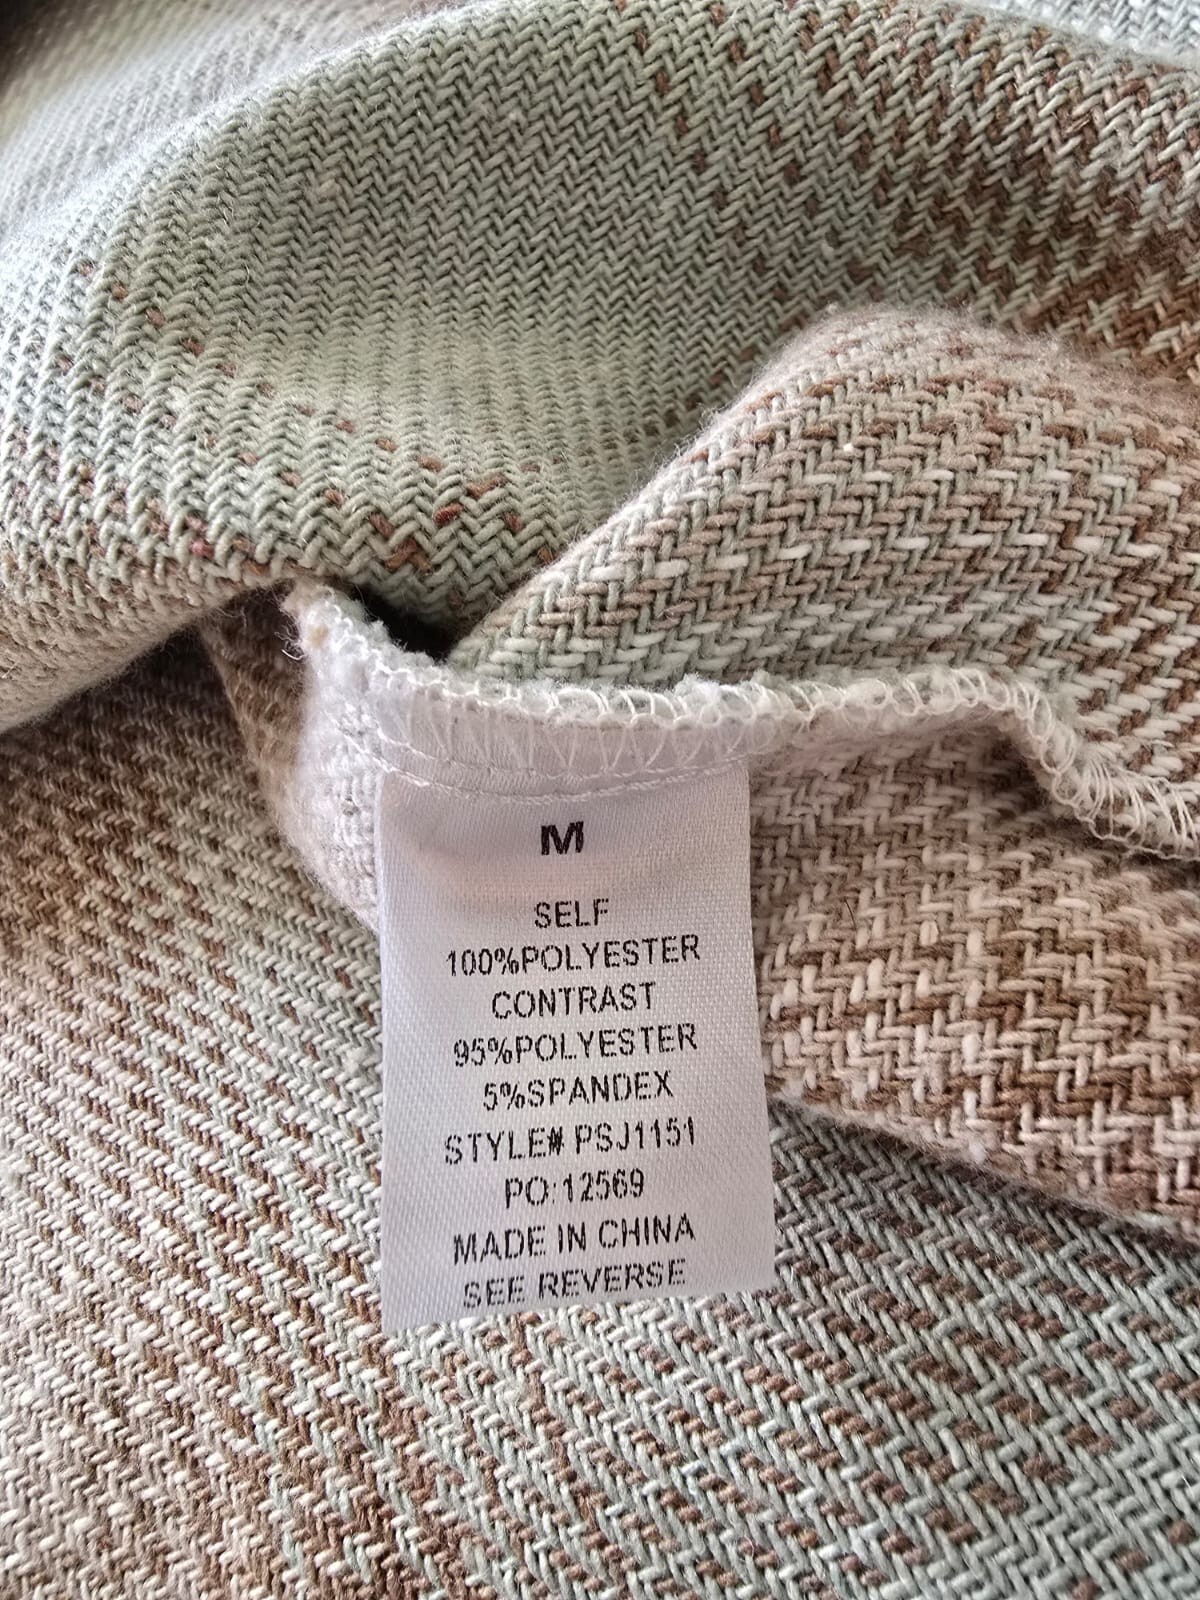 M
SELF
100%POLYESTER
CONTRAST
95%POLYESTER
5%SPANDEX
STYLE# PSJ1151
PO:12569
MADE IN CHINA
SEE REVERSE